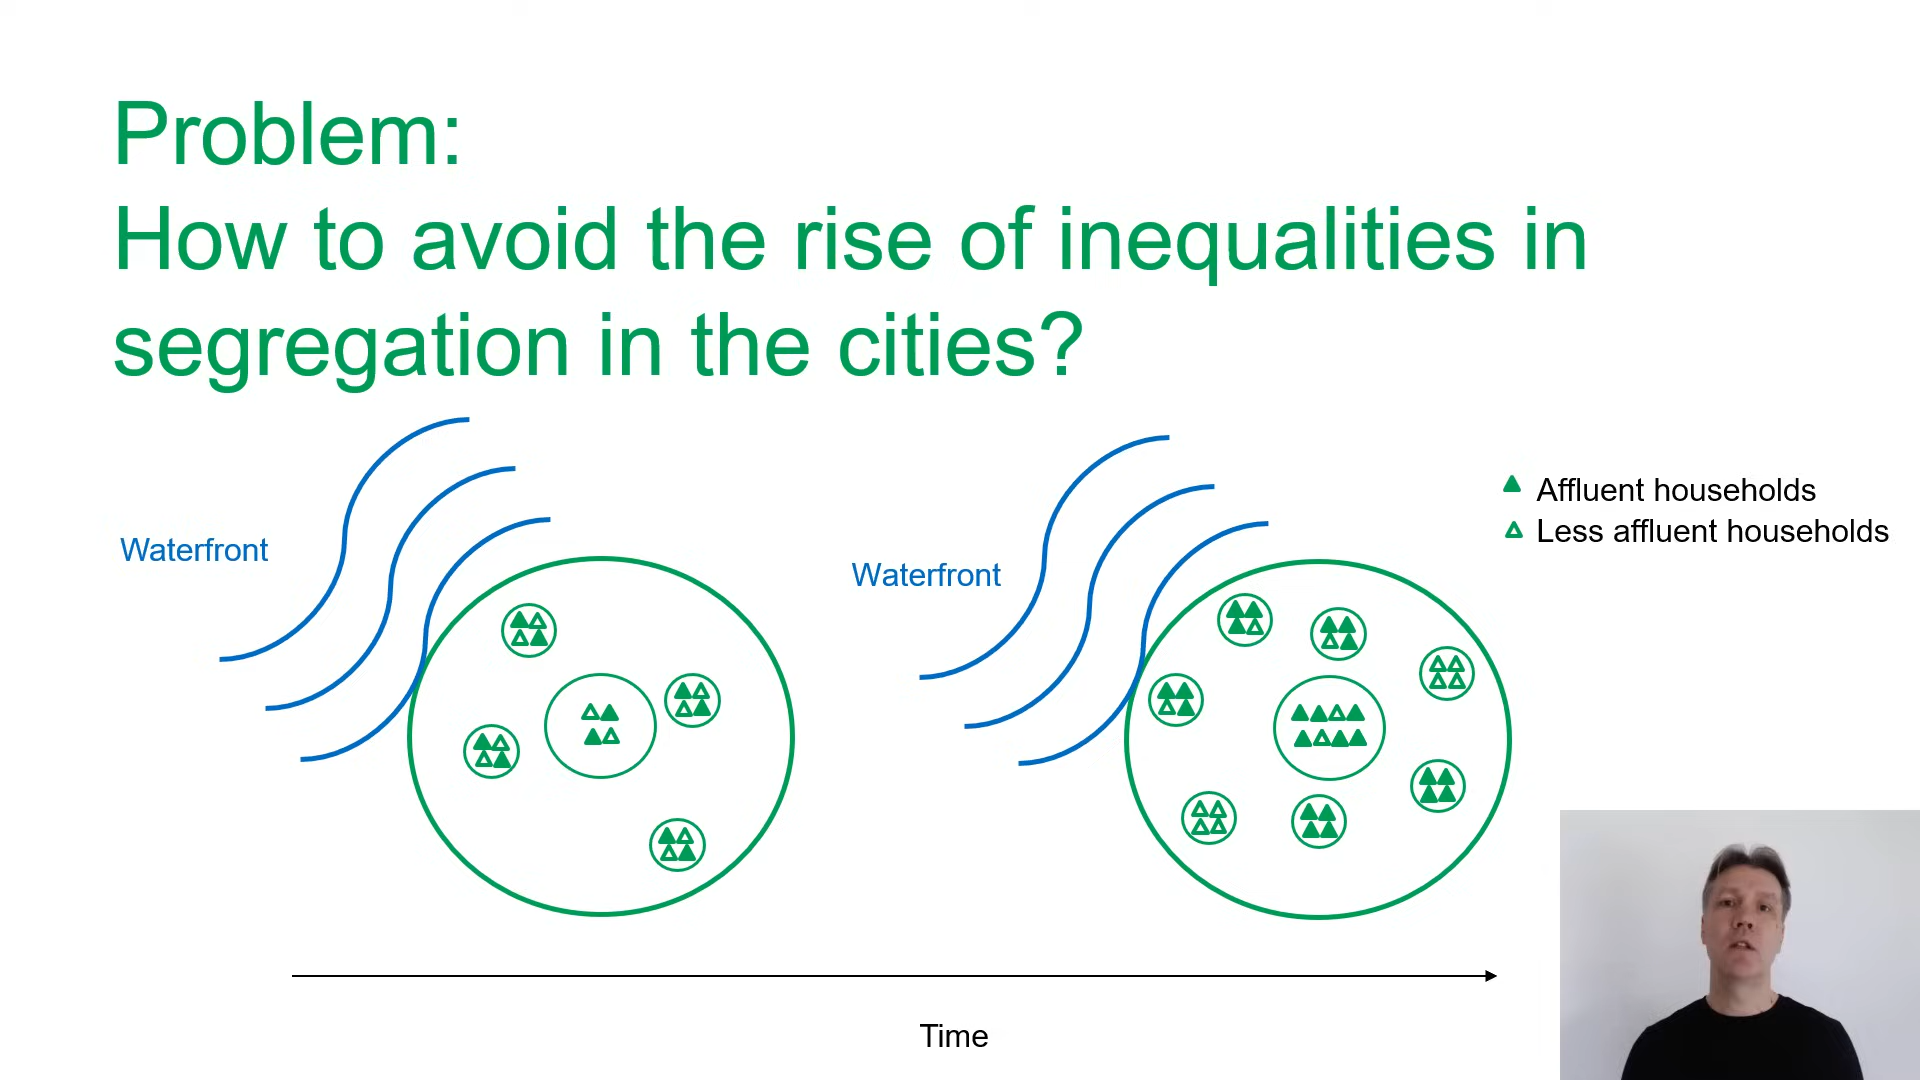 Problem:
How to avoid the rise of inequalities in
segregation in the cities?
Waterfront
Waterfront
Affluent households
Less affluent households
Time